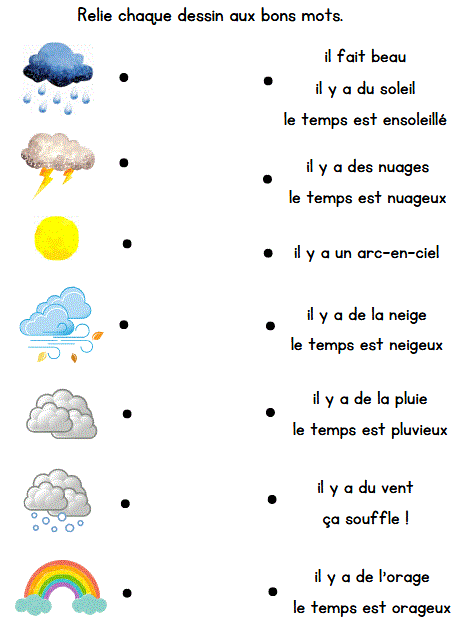 Relie chaque dessin aux bons mots.
il fait beau
il y a du soleil
le temps est ensoleillé
il y a des nuages
le temps est nuageux
il y a un arc-en-ciel
il y a de la neige
le temps est neigeux
il y a de la pluie
le temps est pluvieux
il y a du vent
ça souffle !
il y a de l'orage
le temps est orageux